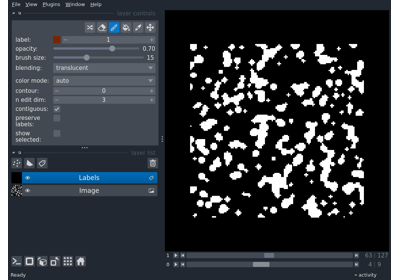 File View Plugins Window Help
layer controls
label: 1
opacity: 0.70
brush size: 15
blending: translucent
color mode: auto
contour: 0
n edit dim: 3
contiguous:
preserve
labels:
show
selected:
layer list
Labels
Image
1 63 127
0 4 9
Ready activity